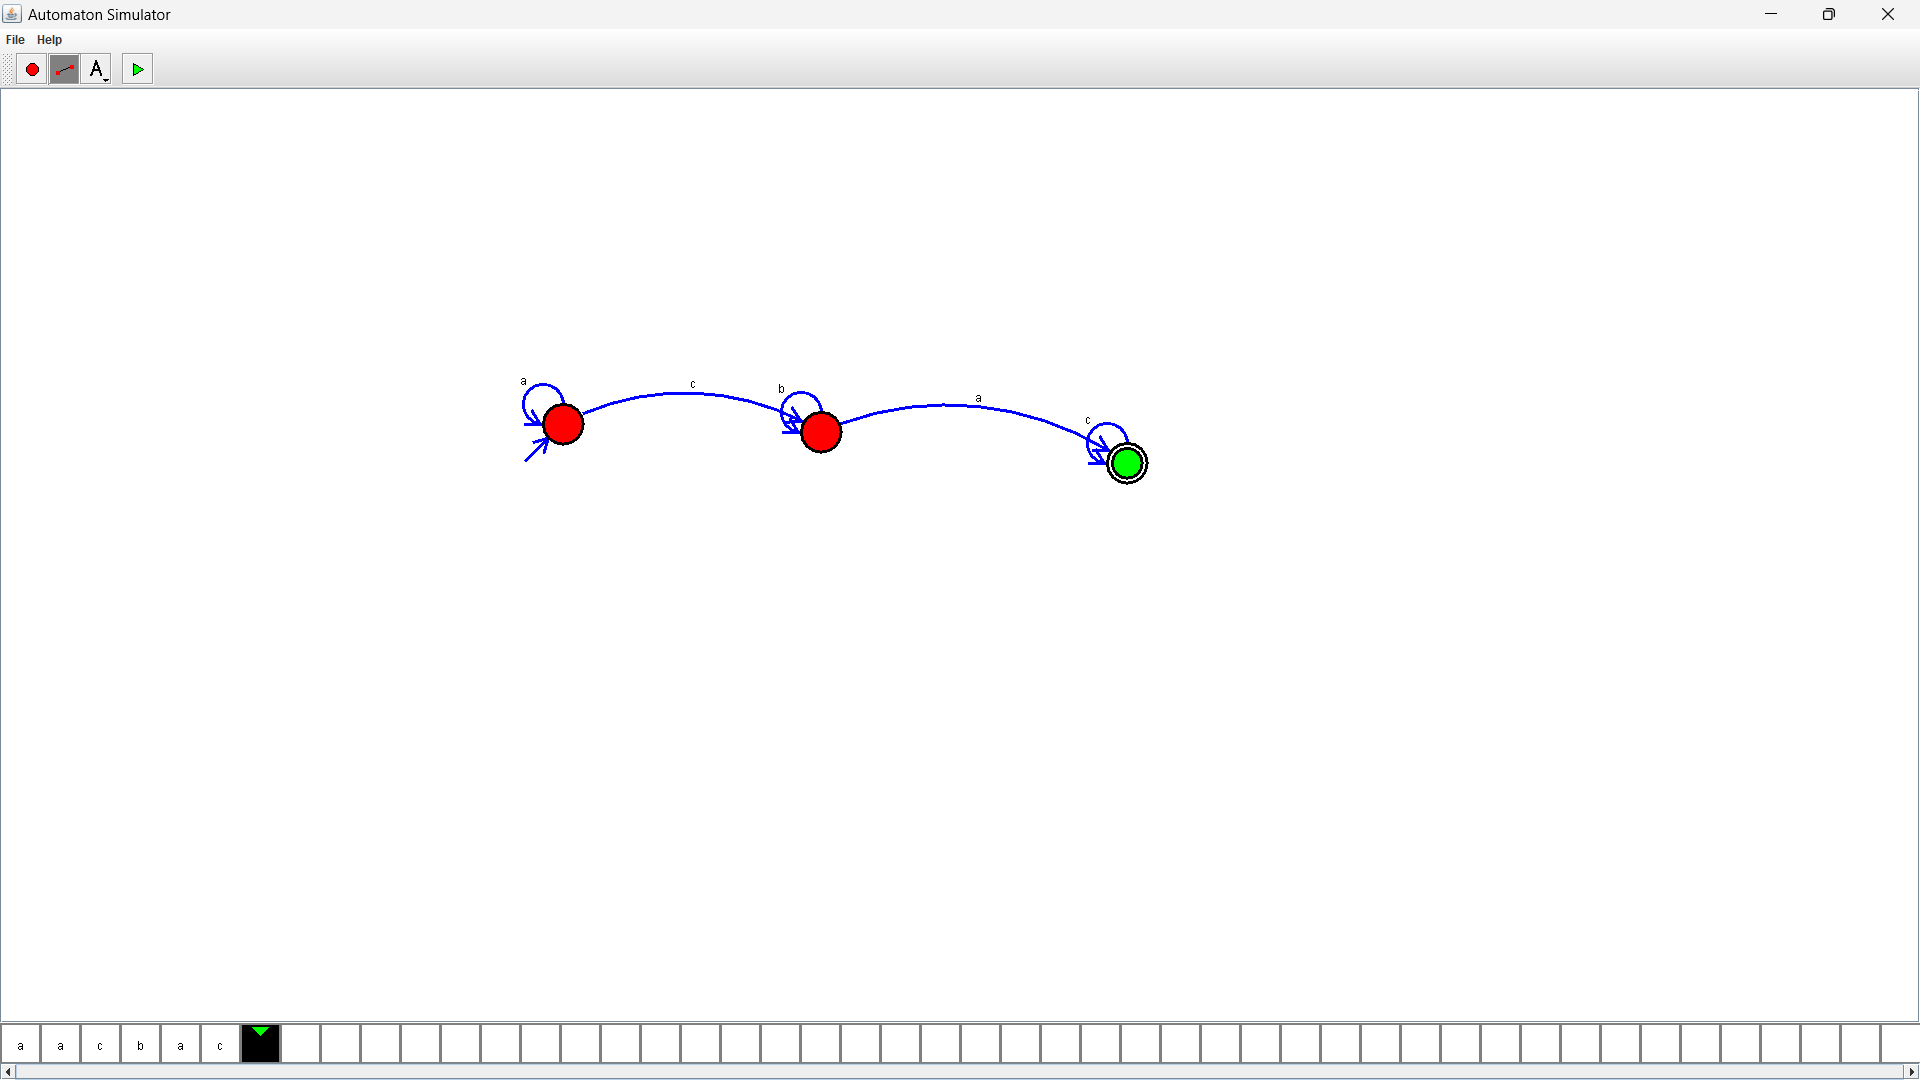 Automaton Simulator
File Help
A
a
c
b
a
c
a a c b a c